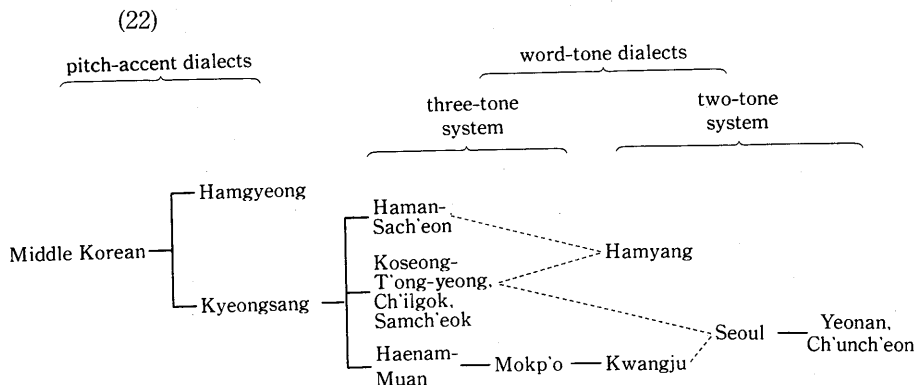 (22)
pitch-accent dialects
word-tone dialects
three-tone
system
two-tone
system
Middle Korean
Hamgyeong
Kyeongsang
Haman-
Sach'eon
Koseong-
T'ong-yeong,
Ch'ilgok,
Samch'eok
Haenam-
Muan
Mokp'o
Hamyang
Kwangju
Seoul
Yeonan,
Ch'unch'eon